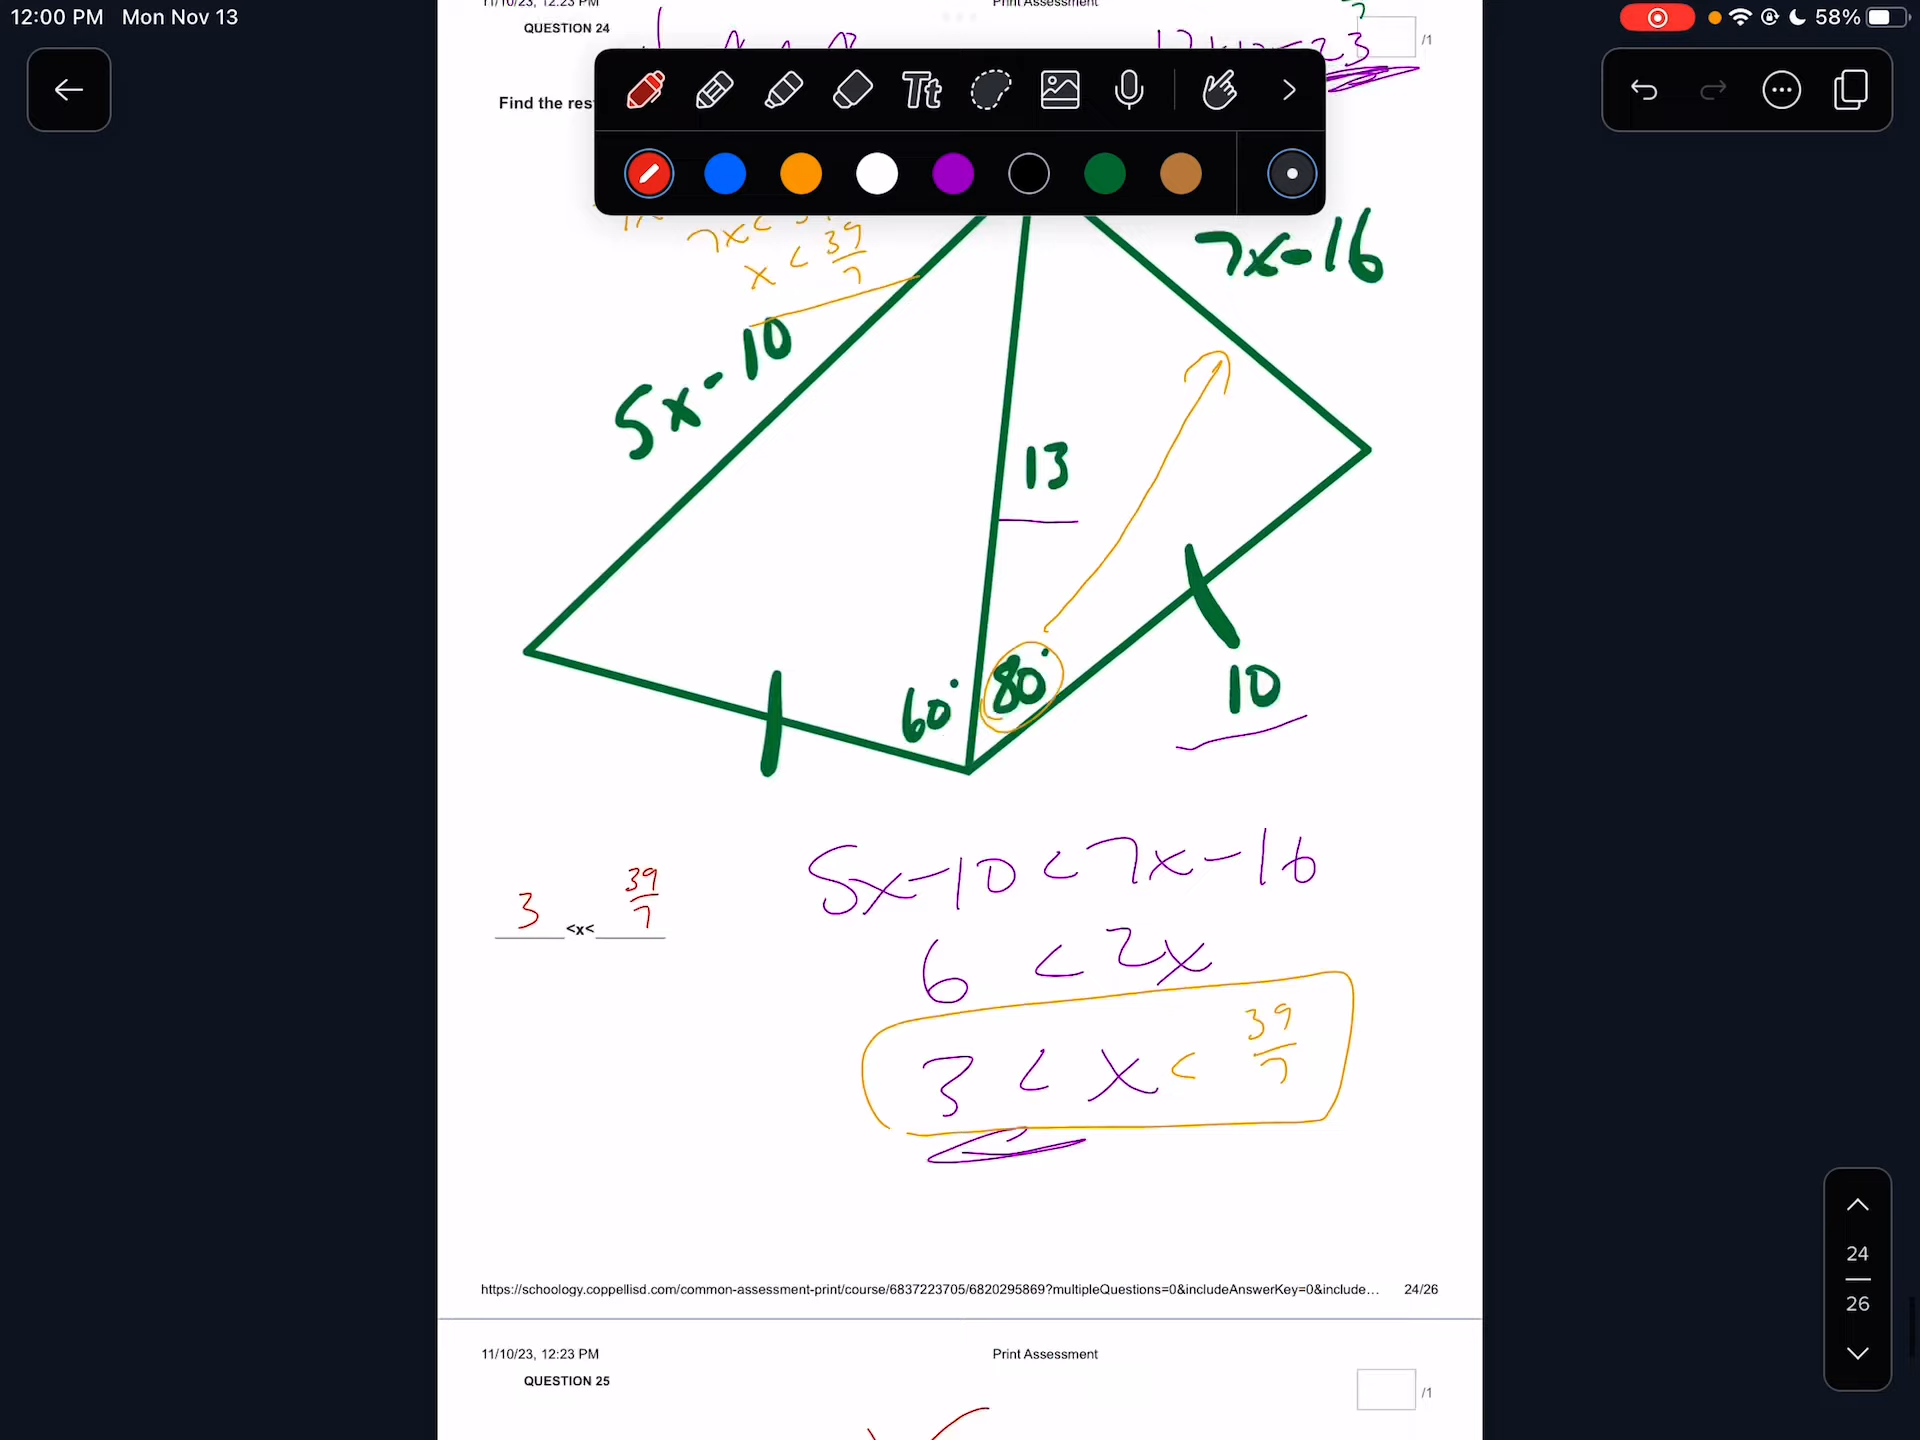 12:00 PM Mon Nov 13
58%
Print Assessment
QUESTION 24
/1
Find the res
Tt
7x <
x < 39/7
7x-16
5x-10
13
60°
80°
10
5x-10 < 7x-16
6 < 2x
3 < x < 39/7
3 <x< 39/7
24
26
https://schoology.coppellisd.com/common-assessment-print/course/6837223705/6820295869?multipleQuestions=0&includeAnswerKey=0&include... 24/26
11/10/23, 12:23 PM Print Assessment
QUESTION 25
/1